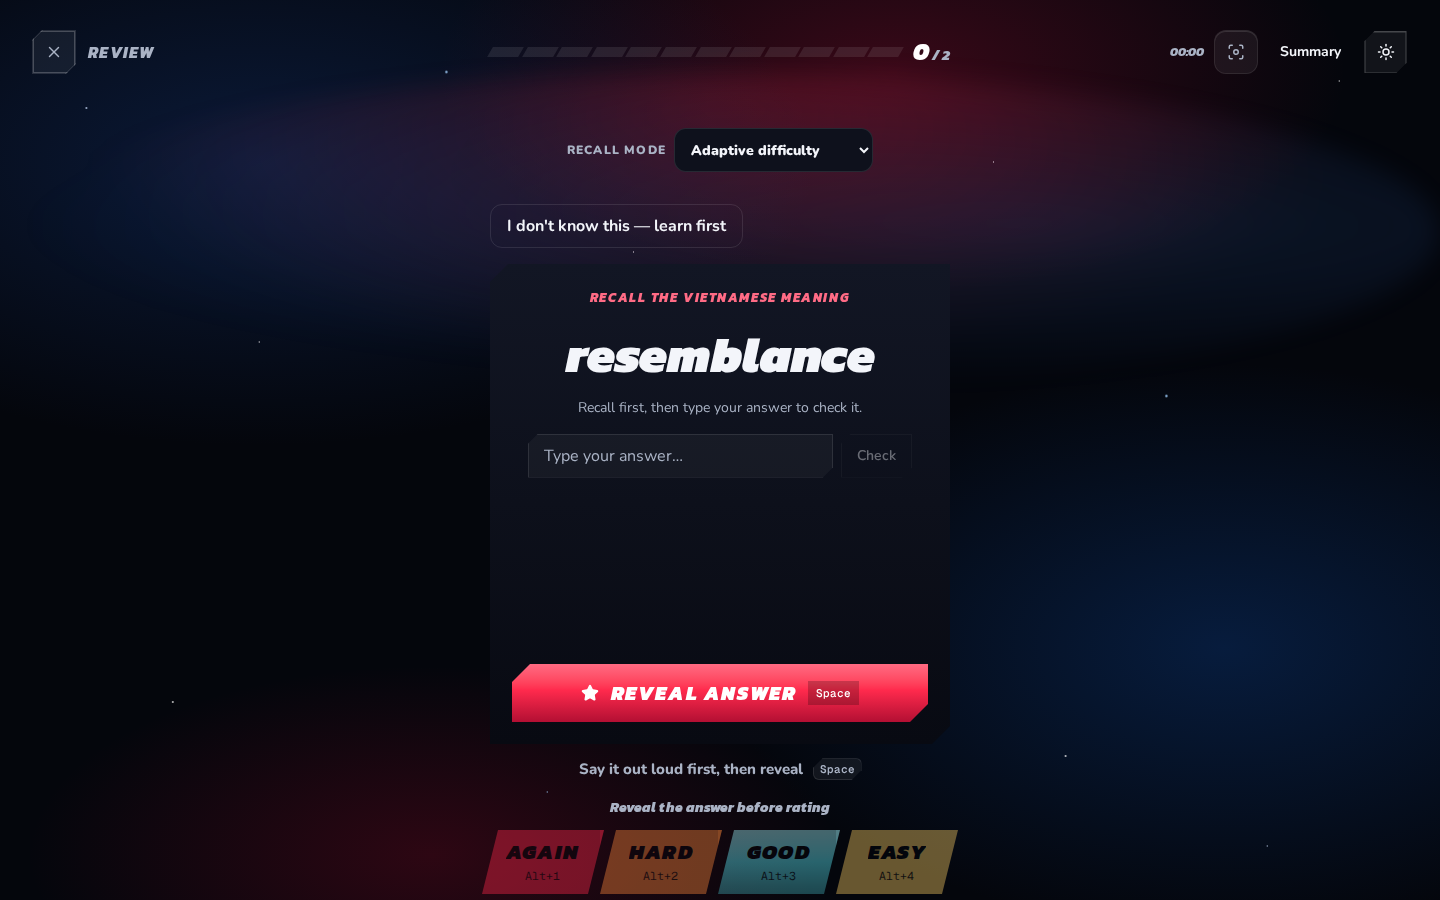 REVIEW
0 / 2
00:00
Summary
RECALL MODE
Adaptive difficulty
I don't know this — learn first
RECALL THE VIETNAMESE MEANING
resemblance
Recall first, then type your answer to check it.
Type your answer...
Check
REVEAL ANSWER Space
Say it out loud first, then reveal Space
Reveal the answer before rating
AGAIN HARD GOOD EASY
Alt+1 Alt+2 Alt+3 Alt+4